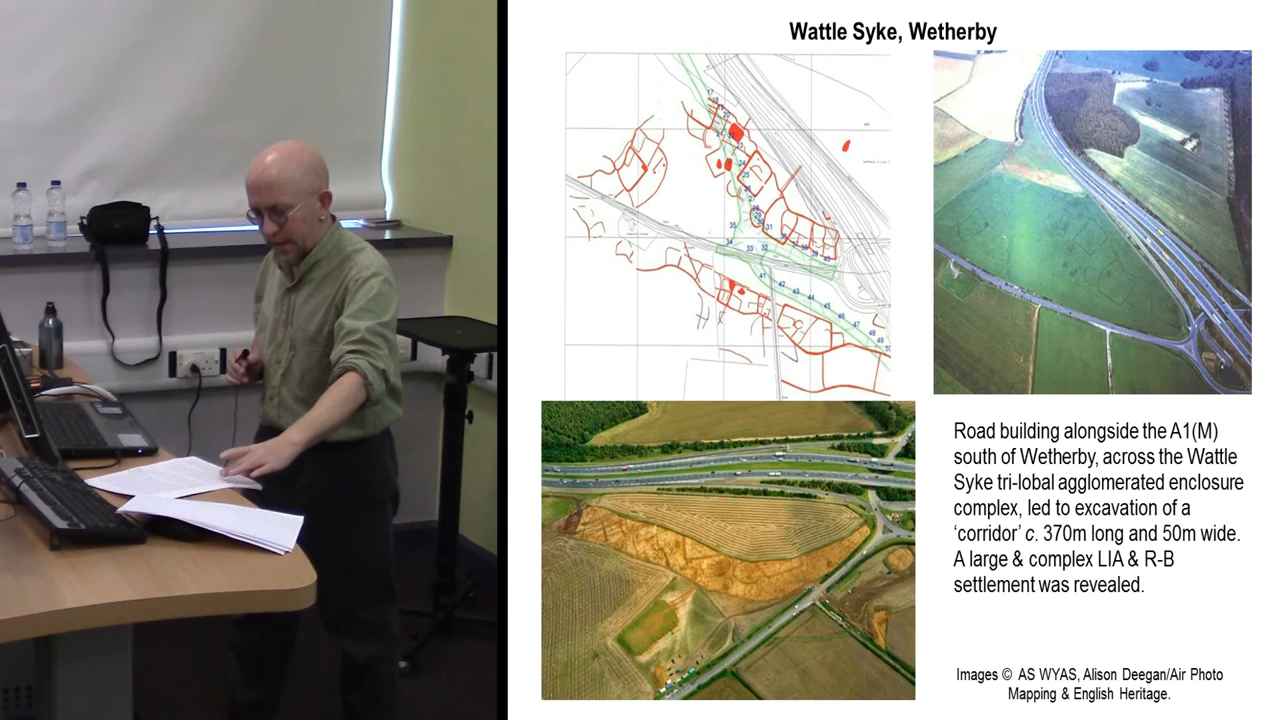 Wattle Syke, Wetherby
Road building alongside the A1(M)
south of Wetherby, across the Wattle
Syke tri-lobal agglomerated enclosure
complex, led to excavation of a
‘corridor’ c. 370m long and 50m wide.
A large & complex LIA & R-B
settlement was revealed.
Images © AS WYAS, Alison Deegan/Air Photo
Mapping & English Heritage.